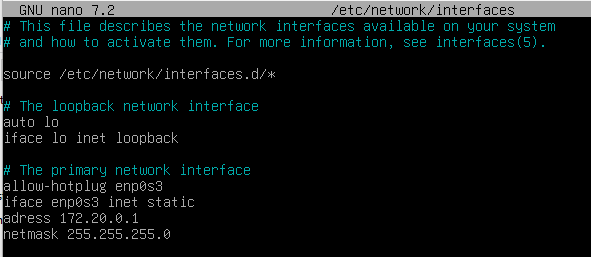 GNU nano 7.2 /etc/network/interfaces
# This file describes the network interfaces available on your system
# and how to activate them. For more information, see interfaces(5).
source /etc/network/interfaces.d/*
# The loopback network interface
auto lo
iface lo inet loopback
# The primary network interface
allow-hotplug enp0s3
iface enp0s3 inet static
adress 172.20.0.1
netmask 255.255.255.0